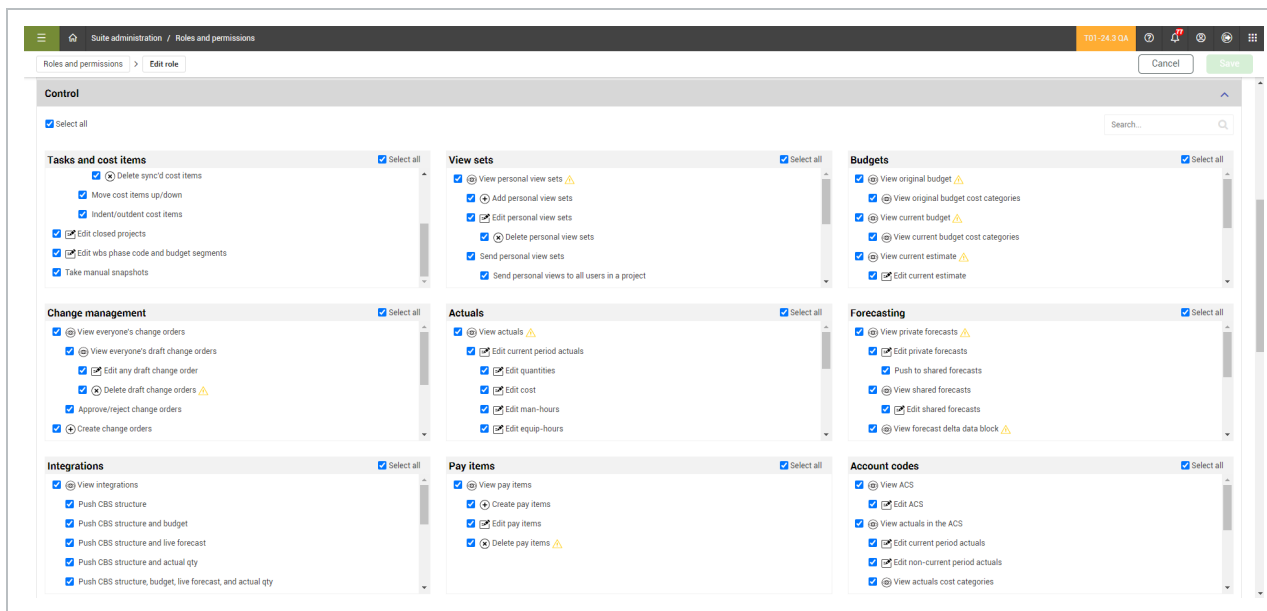 Suite administration / Roles and permissions
T01-24.3 QA
77
Roles and permissions > Edit role
Cancel
Save
Control
Select all
Search...
Tasks and cost items
Select all
Delete sync'd cost items
Move cost items up/down
Indent/outdent cost items
Edit closed projects
Edit wbs phase code and budget segments
Take manual snapshots
View sets
Select all
View personal view sets
Add personal view sets
Edit personal view sets
Delete personal view sets
Send personal view sets
Send personal views to all users in a project
Budgets
Select all
View original budget
View original budget cost categories
View current budget
View current budget cost categories
View current estimate
Edit current estimate
Change management
Select all
View everyone's change orders
View everyone's draft change orders
Edit any draft change order
Delete draft change orders
Approve/reject change orders
Create change orders
Actuals
Select all
View actuals
Edit current period actuals
Edit quantities
Edit cost
Edit man-hours
Edit equip-hours
Forecasting
Select all
View private forecasts
Edit private forecasts
Push to shared forecasts
View shared forecasts
Edit shared forecasts
View forecast delta data block
Integrations
Select all
View integrations
Push CBS structure
Push CBS structure and budget
Push CBS structure and live forecast
Push CBS structure and actual qty
Push CBS structure, budget, live forecast, and actual qty
Pay items
Select all
View pay items
Create pay items
Edit pay items
Delete pay items
Account codes
Select all
View ACS
Edit ACS
View actuals in the ACS
Edit current period actuals
Edit non-current period actuals
View actuals cost categories